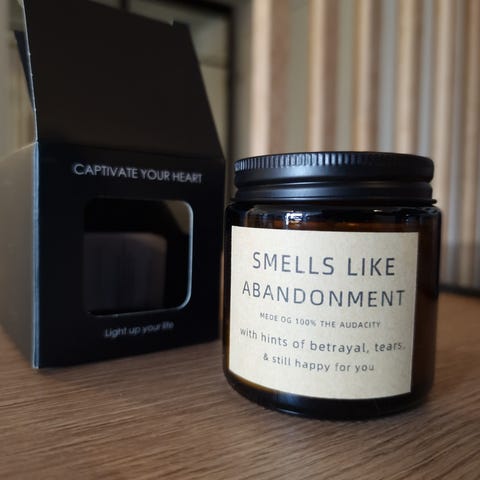 CAPTIVATE YOUR HEART
Light up your life
SMELLS LIKE
ABANDONMENT
MEDE OG 100% THE AUDACITY
with hints of betrayal, tears,
& still happy for you